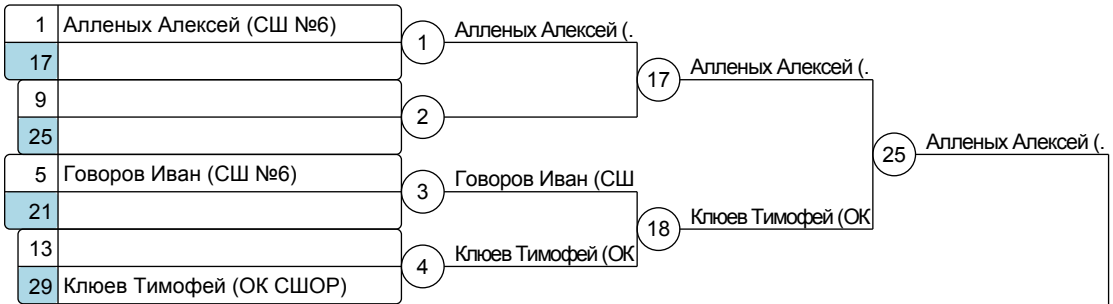 1 Алленых Алексей (СШ №6)
17
9
25
5 Говоров Иван (СШ №6)
21
13
29 Клюев Тимофей (ОК СШОР)
1 Алленых Алексей (.
2
3 Говоров Иван (СШ
4 Клюев Тимофей (ОК
17 Алленых Алексей (.
18 Клюев Тимофей (ОК
25 Алленых Алексей (.